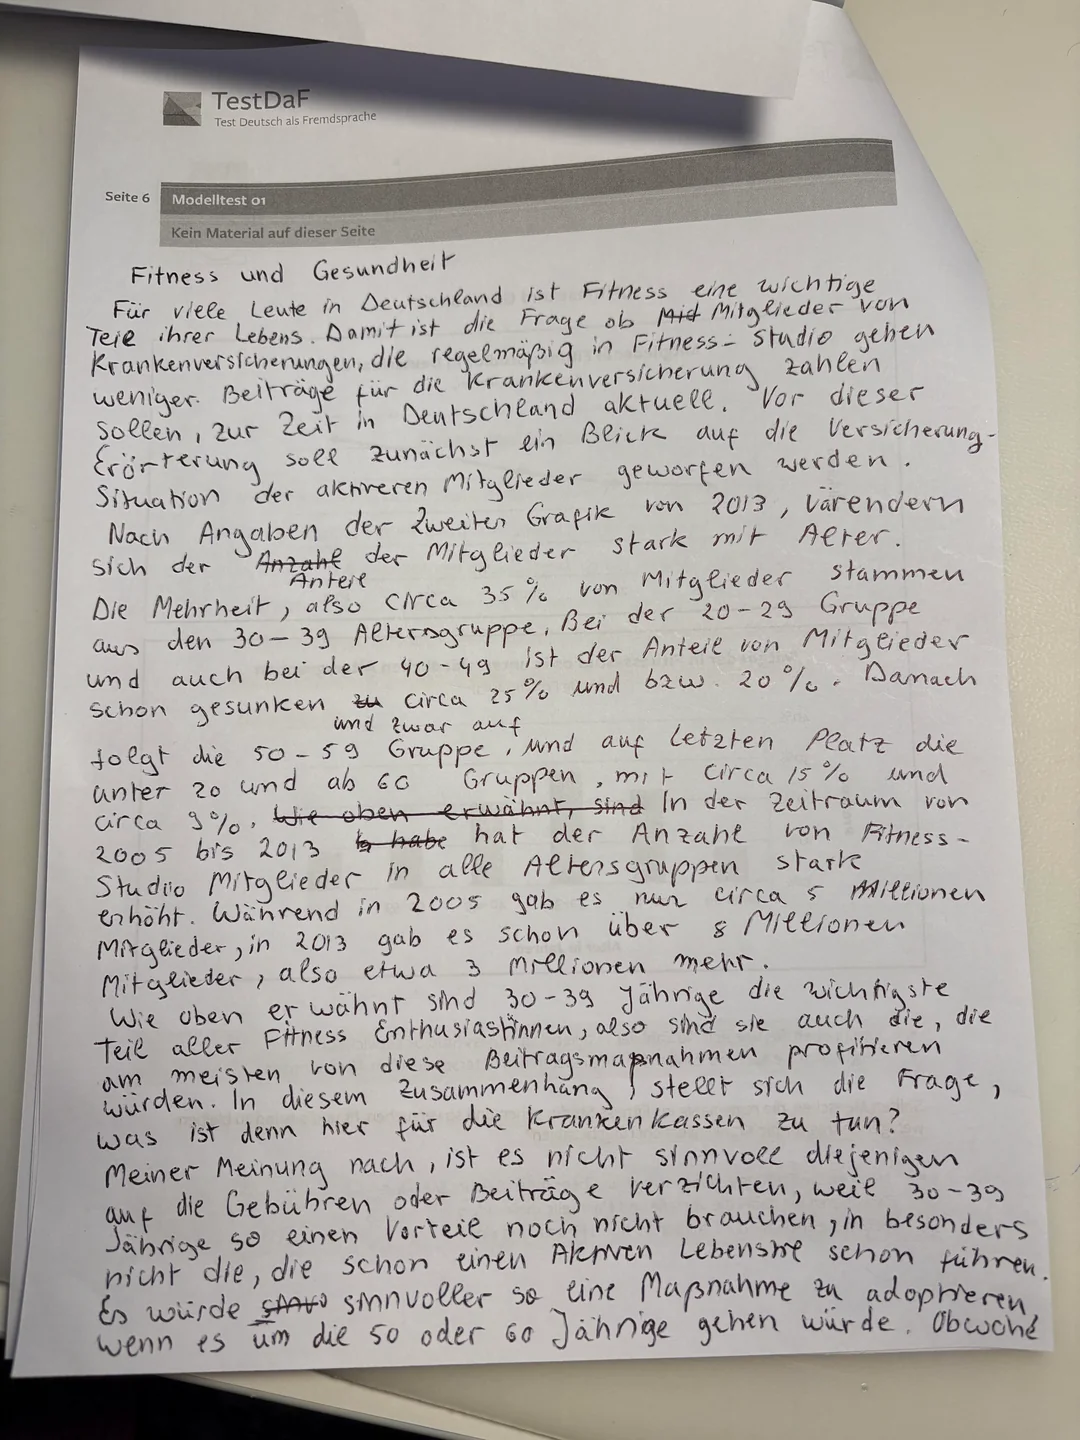 TestDaF
Test Deutsch als Fremdsprache
Seite 6 Modelltest 01
Kein Material auf dieser Seite
Fitness und Gesundheit
Für viele Leute in Deutschland ist Fitness eine wichtige
Teil ihrer Lebens. Damit ist die Frage ob Mid Mitglieder von
Krankenversicherungen, die regelmäßig in Fitness-Studio gehen
weniger Beiträge für die Krankenversicherung zahlen
sollen, zur Zeit in Deutschland aktuell. Vor dieser
Erörterung soll zunächst ein Blick auf die Versicherung-
Situation der aktiveren Mitglieder geworfen werden.
Nach Angaben der Zweiten Grafik von 2013, värendern
sich der Anzahl der Mitglieder stark mit Alter.
Anteil
Die Mehrheit, also circa 35% von Mitglieder stammen
aus den 30-39 Altersgruppe. Bei der 20-29 Gruppe
und auch bei der 40-49 ist der Anteil von Mitglieder
schon gesunken zu circa 25% und bzw. 20%. Danach
und zwar auf
folgt die 50-59 Gruppe, und auf letzten Platz die
unter 20 und ab 60 Gruppen, mit circa 15% und
circa 9%. Wie oben erwähnt, sind In der Zeitraum von
2005 bis 2013 habe hat der Anzahl von Fitness-
Studio Mitglieder in alle Altersgruppen stark
erhöht. Während in 2005 gab es nur circa 5 Millionen
Mitglieder, in 2013 gab es schon über 8 Millionen
Mitglieder, also etwa 3 Millionen mehr.
Wie oben erwähnt sind 30-39 Jährige die wichtigste
Teil aller Fitness Enthusiastinnen, also sind sie auch die, die
am meisten von diese Beitragsmaßnahmen profitieren
würden. In diesem Zusammenhang, stellt sich die Frage,
was ist denn hier für die Krankenkassen zu tun?
Meiner Meinung nach, ist es nicht sinnvoll diejenigen
auf die Gebühren oder Beiträge verzichten, weil 30-39
Jährige so einen Vorteil noch nicht brauchen, in besonders
nicht die, die schon einen Aktiven Lebensstil schon führen.
Es würde sinnvoller so eine Maßnahme zu adoptieren,
wenn es um die 50 oder 60 Jährige gehen würde. Obwohl